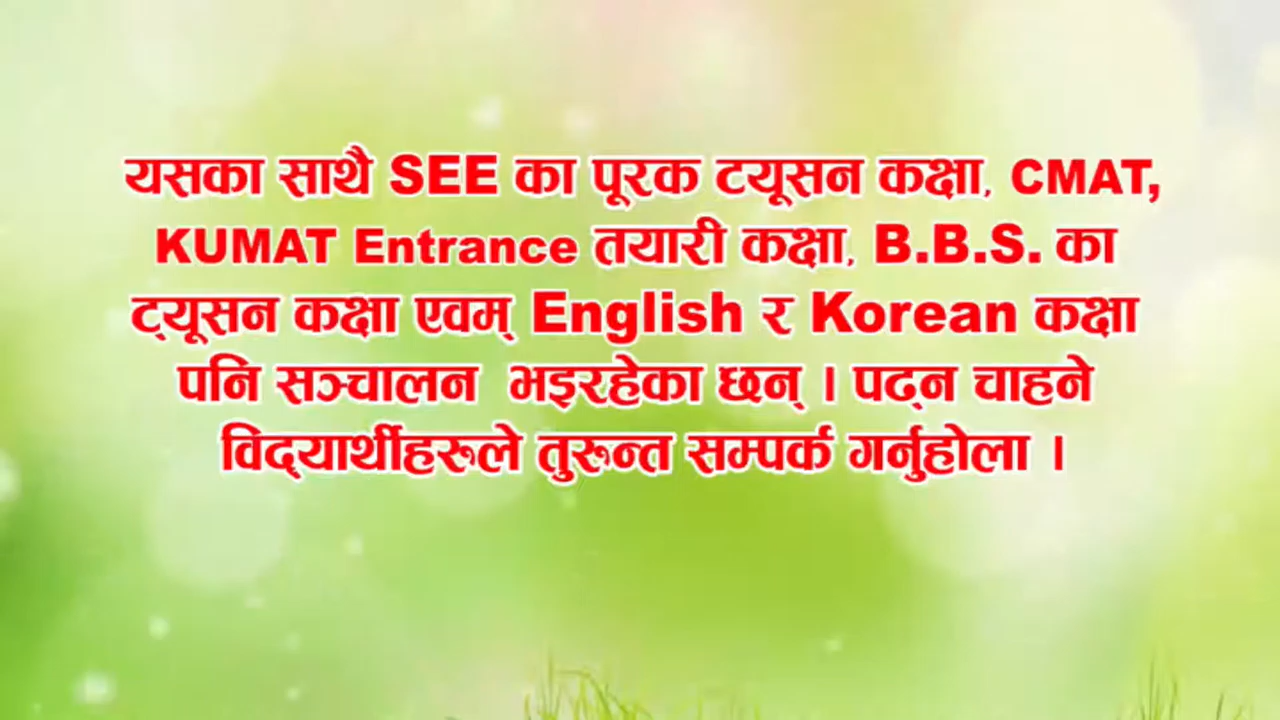 यसका साथै SEE का पूरक टयूसन कक्षा, CMAT,
KUMAT Entrance तयारी कक्षा, B.B.S. का
ट्यूसन कक्षा एवम् English र Korean कक्षा
पनि सञ्चालन भइरहेका छन् । पढ्न चाहने
विद्यार्थीहरूले तुरुन्त सम्पर्क गर्नुहोला ।